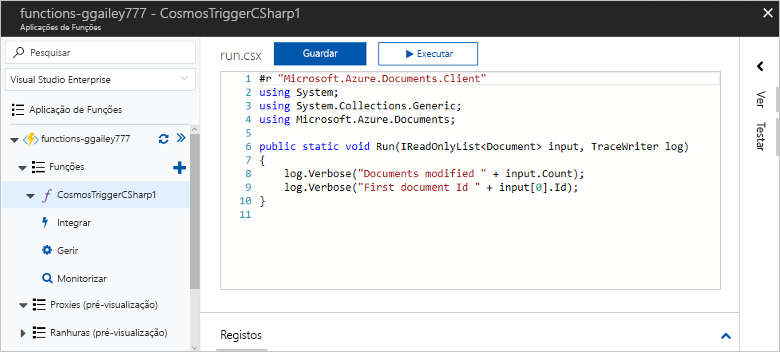 functions-ggailey777 - CosmosTriggerCSharp1
Aplicações de Funções
Pesquisar
Visual Studio Enterprise
Aplicação de Funções
functions-ggailey777
Funções
CosmosTriggerCSharp1
Integrar
Gerir
Monitorizar
Proxies (pré-visualização)
Ranhuras (pré-visualização)
run.csx
Guardar
Executar
1 #r "Microsoft.Azure.Documents.Client"
2 using System;
3 using System.Collections.Generic;
4 using Microsoft.Azure.Documents;
5
6 public static void Run(IReadOnlyList<Document> input, TraceWriter log)
7 {
8 log.Verbose("Documents modified " + input.Count);
9 log.Verbose("First document Id " + input[0].Id);
10 }
11
Registos
Ver
Testar